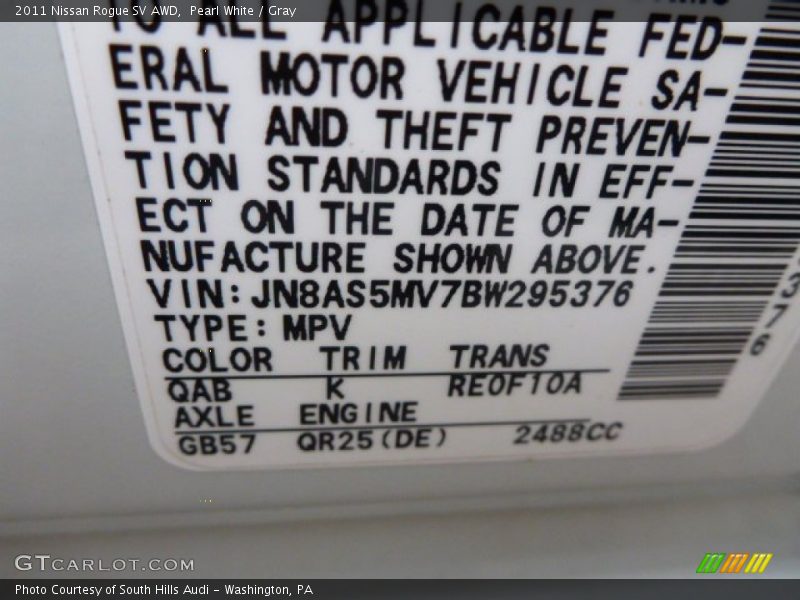 2011 Nissan Rogue SV AWD, Pearl White / Gray
TO ALL APPLICABLE FED-
ERAL MOTOR VEHICLE SA-
FETY AND THEFT PREVEN-
TION STANDARDS IN EFF-
ECT ON THE DATE OF MA-
NUFACTURE SHOWN ABOVE.
VIN:JN8AS5MV7BW295376
TYPE: MPV
COLOR TRIM TRANS
QAB K RE0F10A
AXLE ENGINE
GB57 QR25(DE) 2488CC
376
GTCARLOT.COM
Photo Courtesy of South Hills Audi - Washington, PA